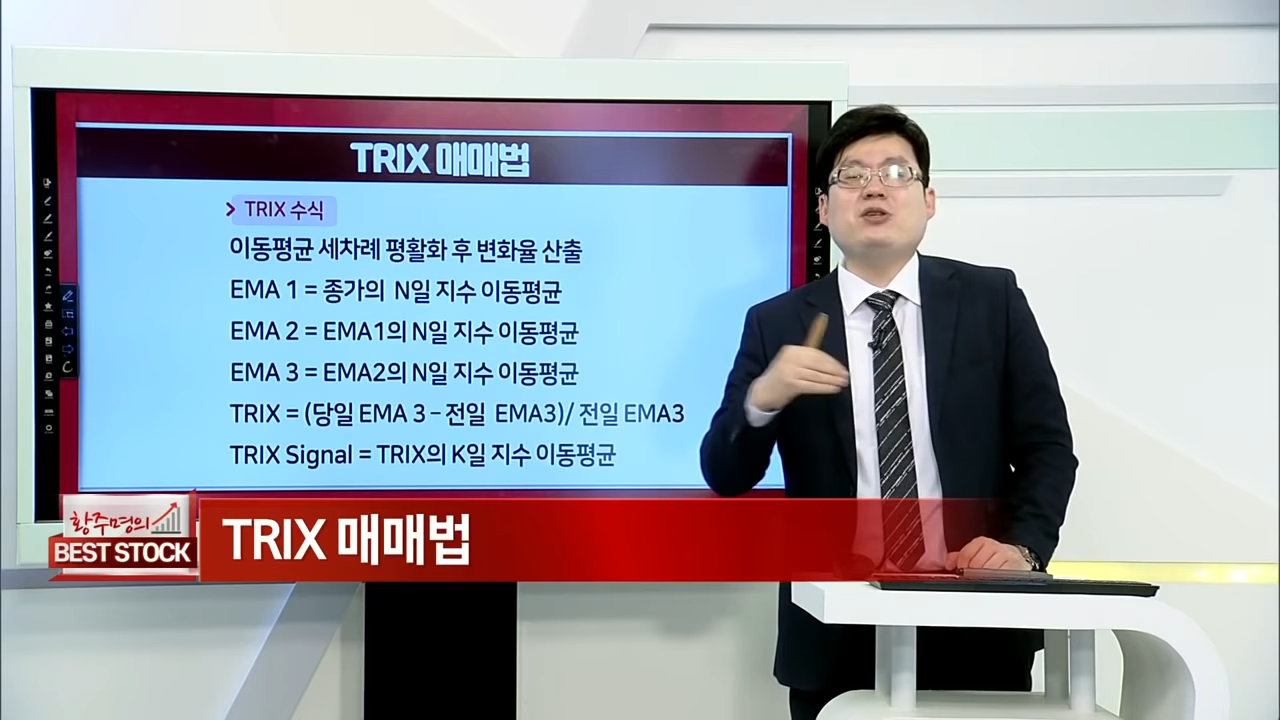 TRIX 매매법
TRIX 수식
이동평균 세차례 평활화 후 변화율 산출
EMA 1 = 종가의 N일 지수 이동평균
EMA 2 = EMA1의 N일 지수 이동평균
EMA 3 = EMA2의 N일 지수 이동평균
TRIX = (당일 EMA 3 - 전일 EMA3)/ 전일 EMA3
TRIX Signal = TRIX의 K일 지수 이동평균
황주명의
BEST STOCK
TRIX 매매법